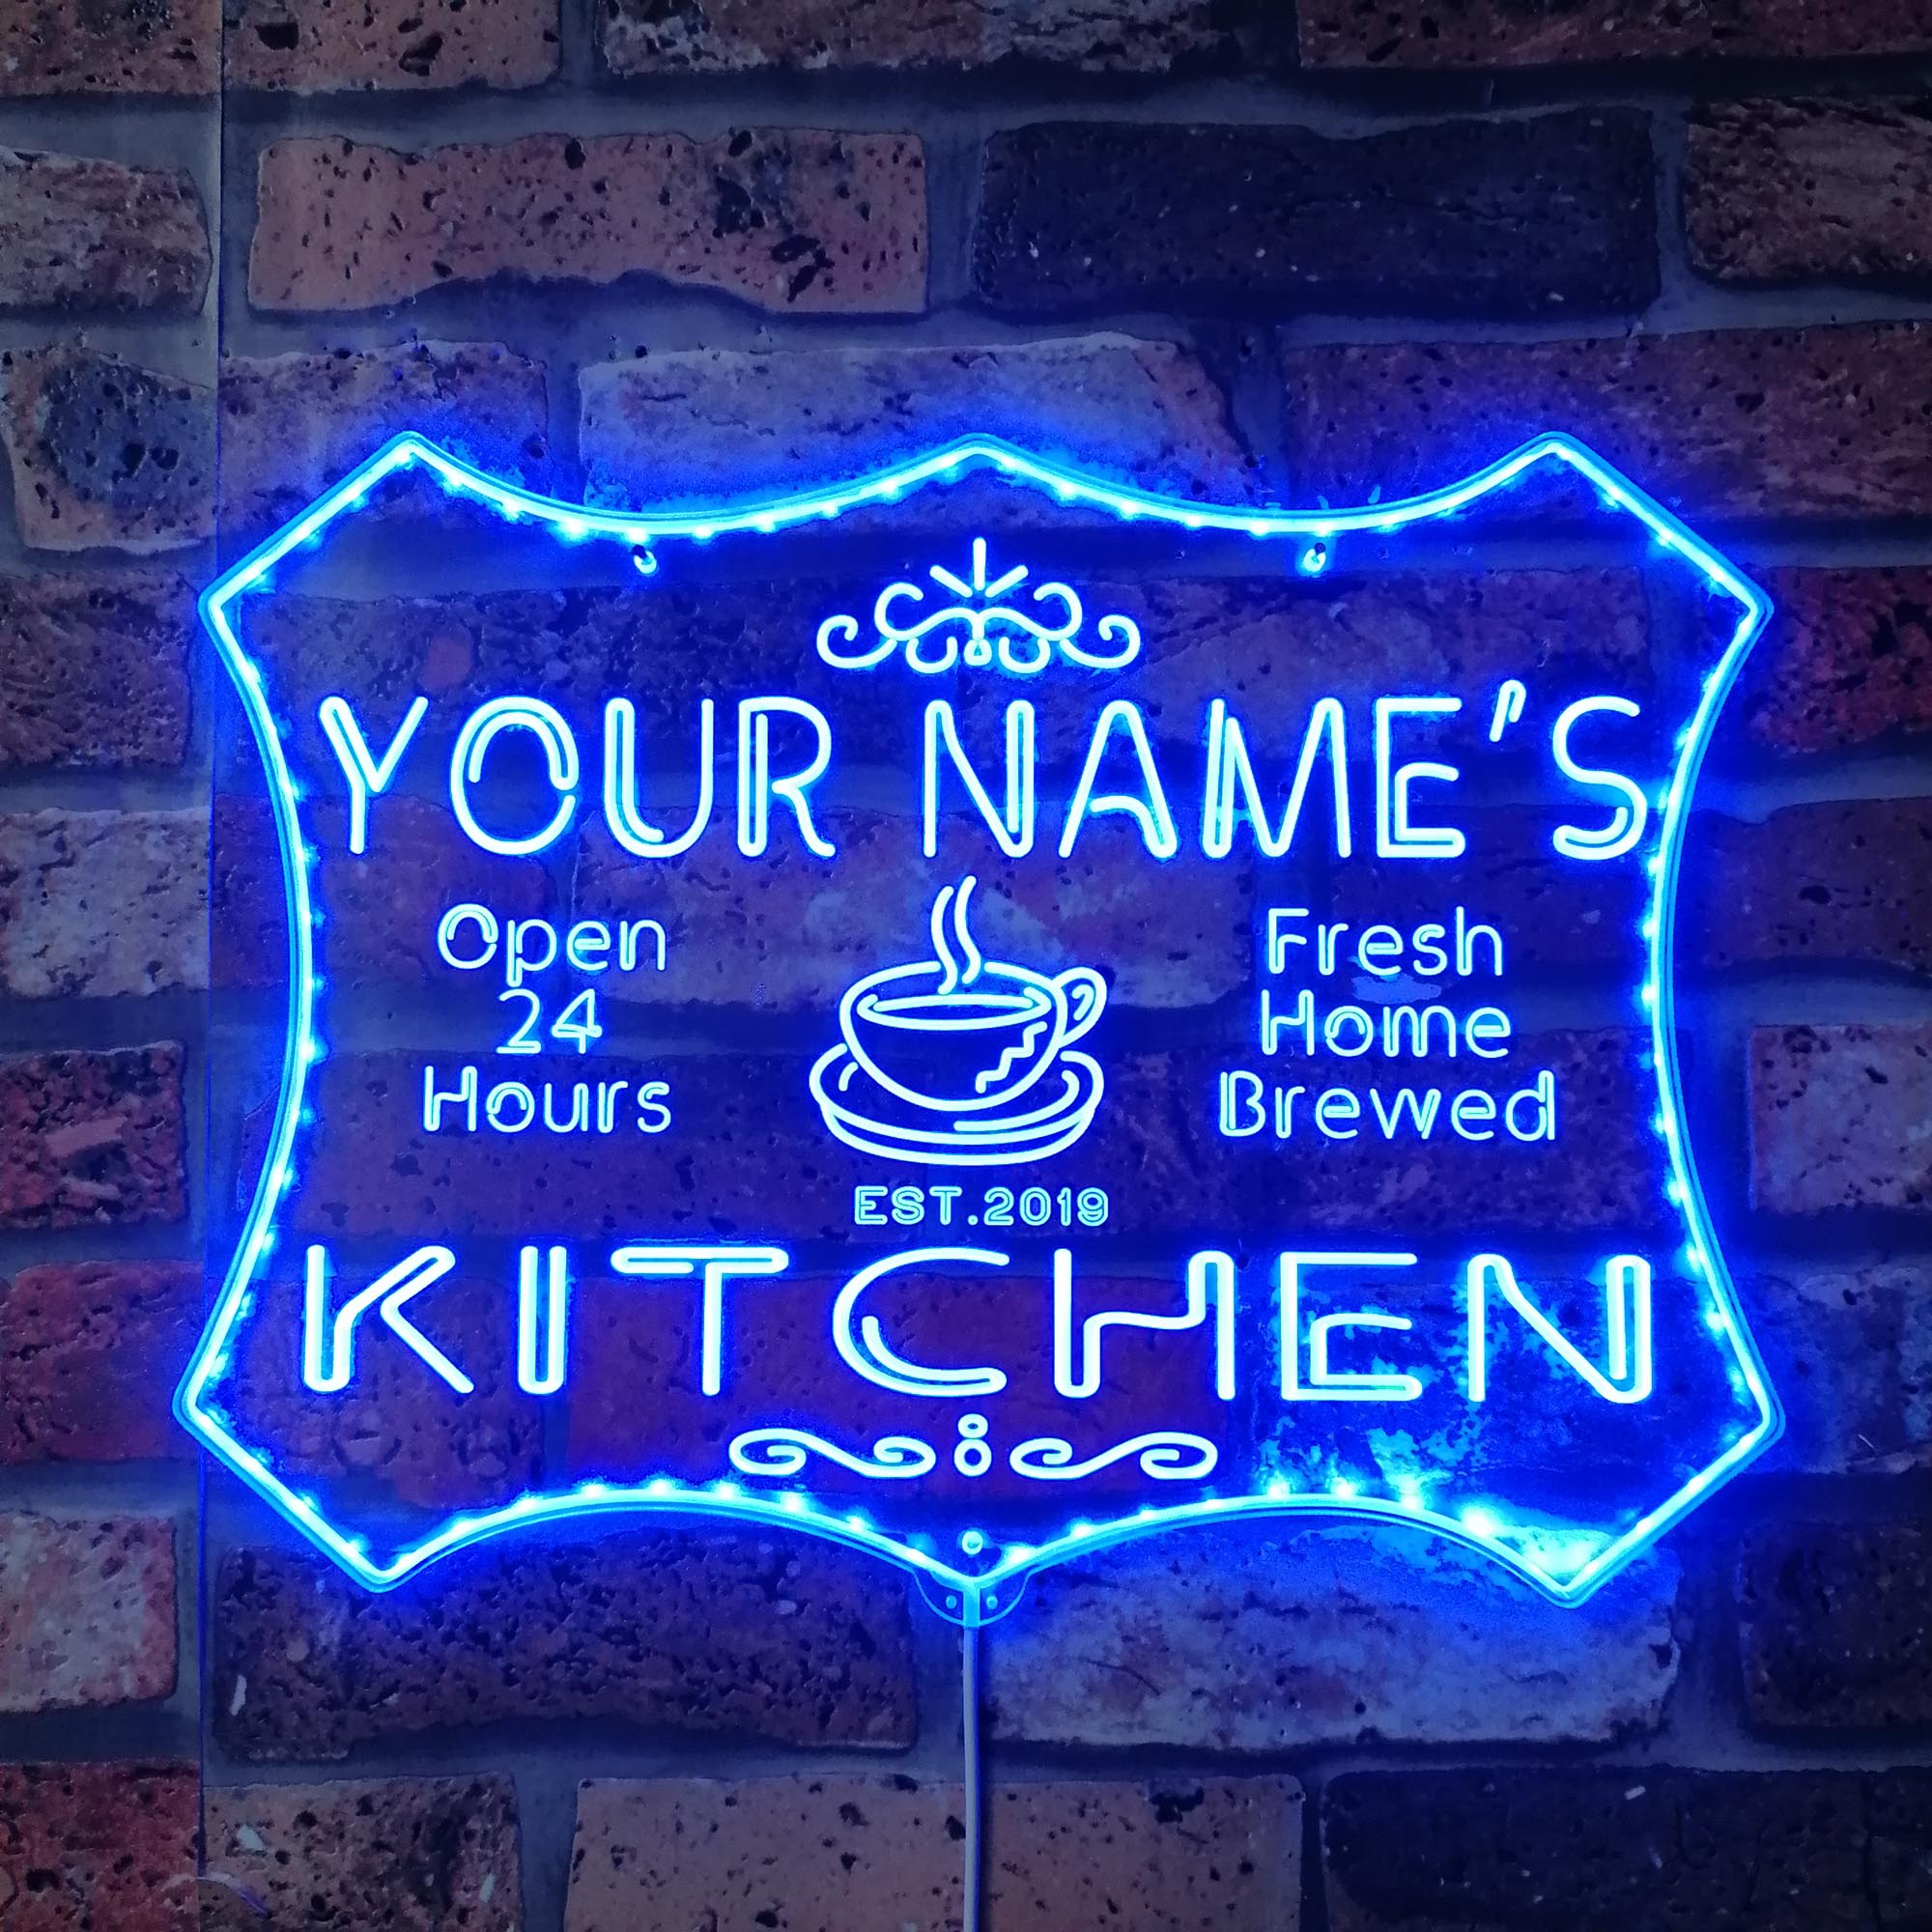 YOUR NAME'S
Open
24
Hours
Fresh
Home
Brewed
EST.2019
KITCHEN